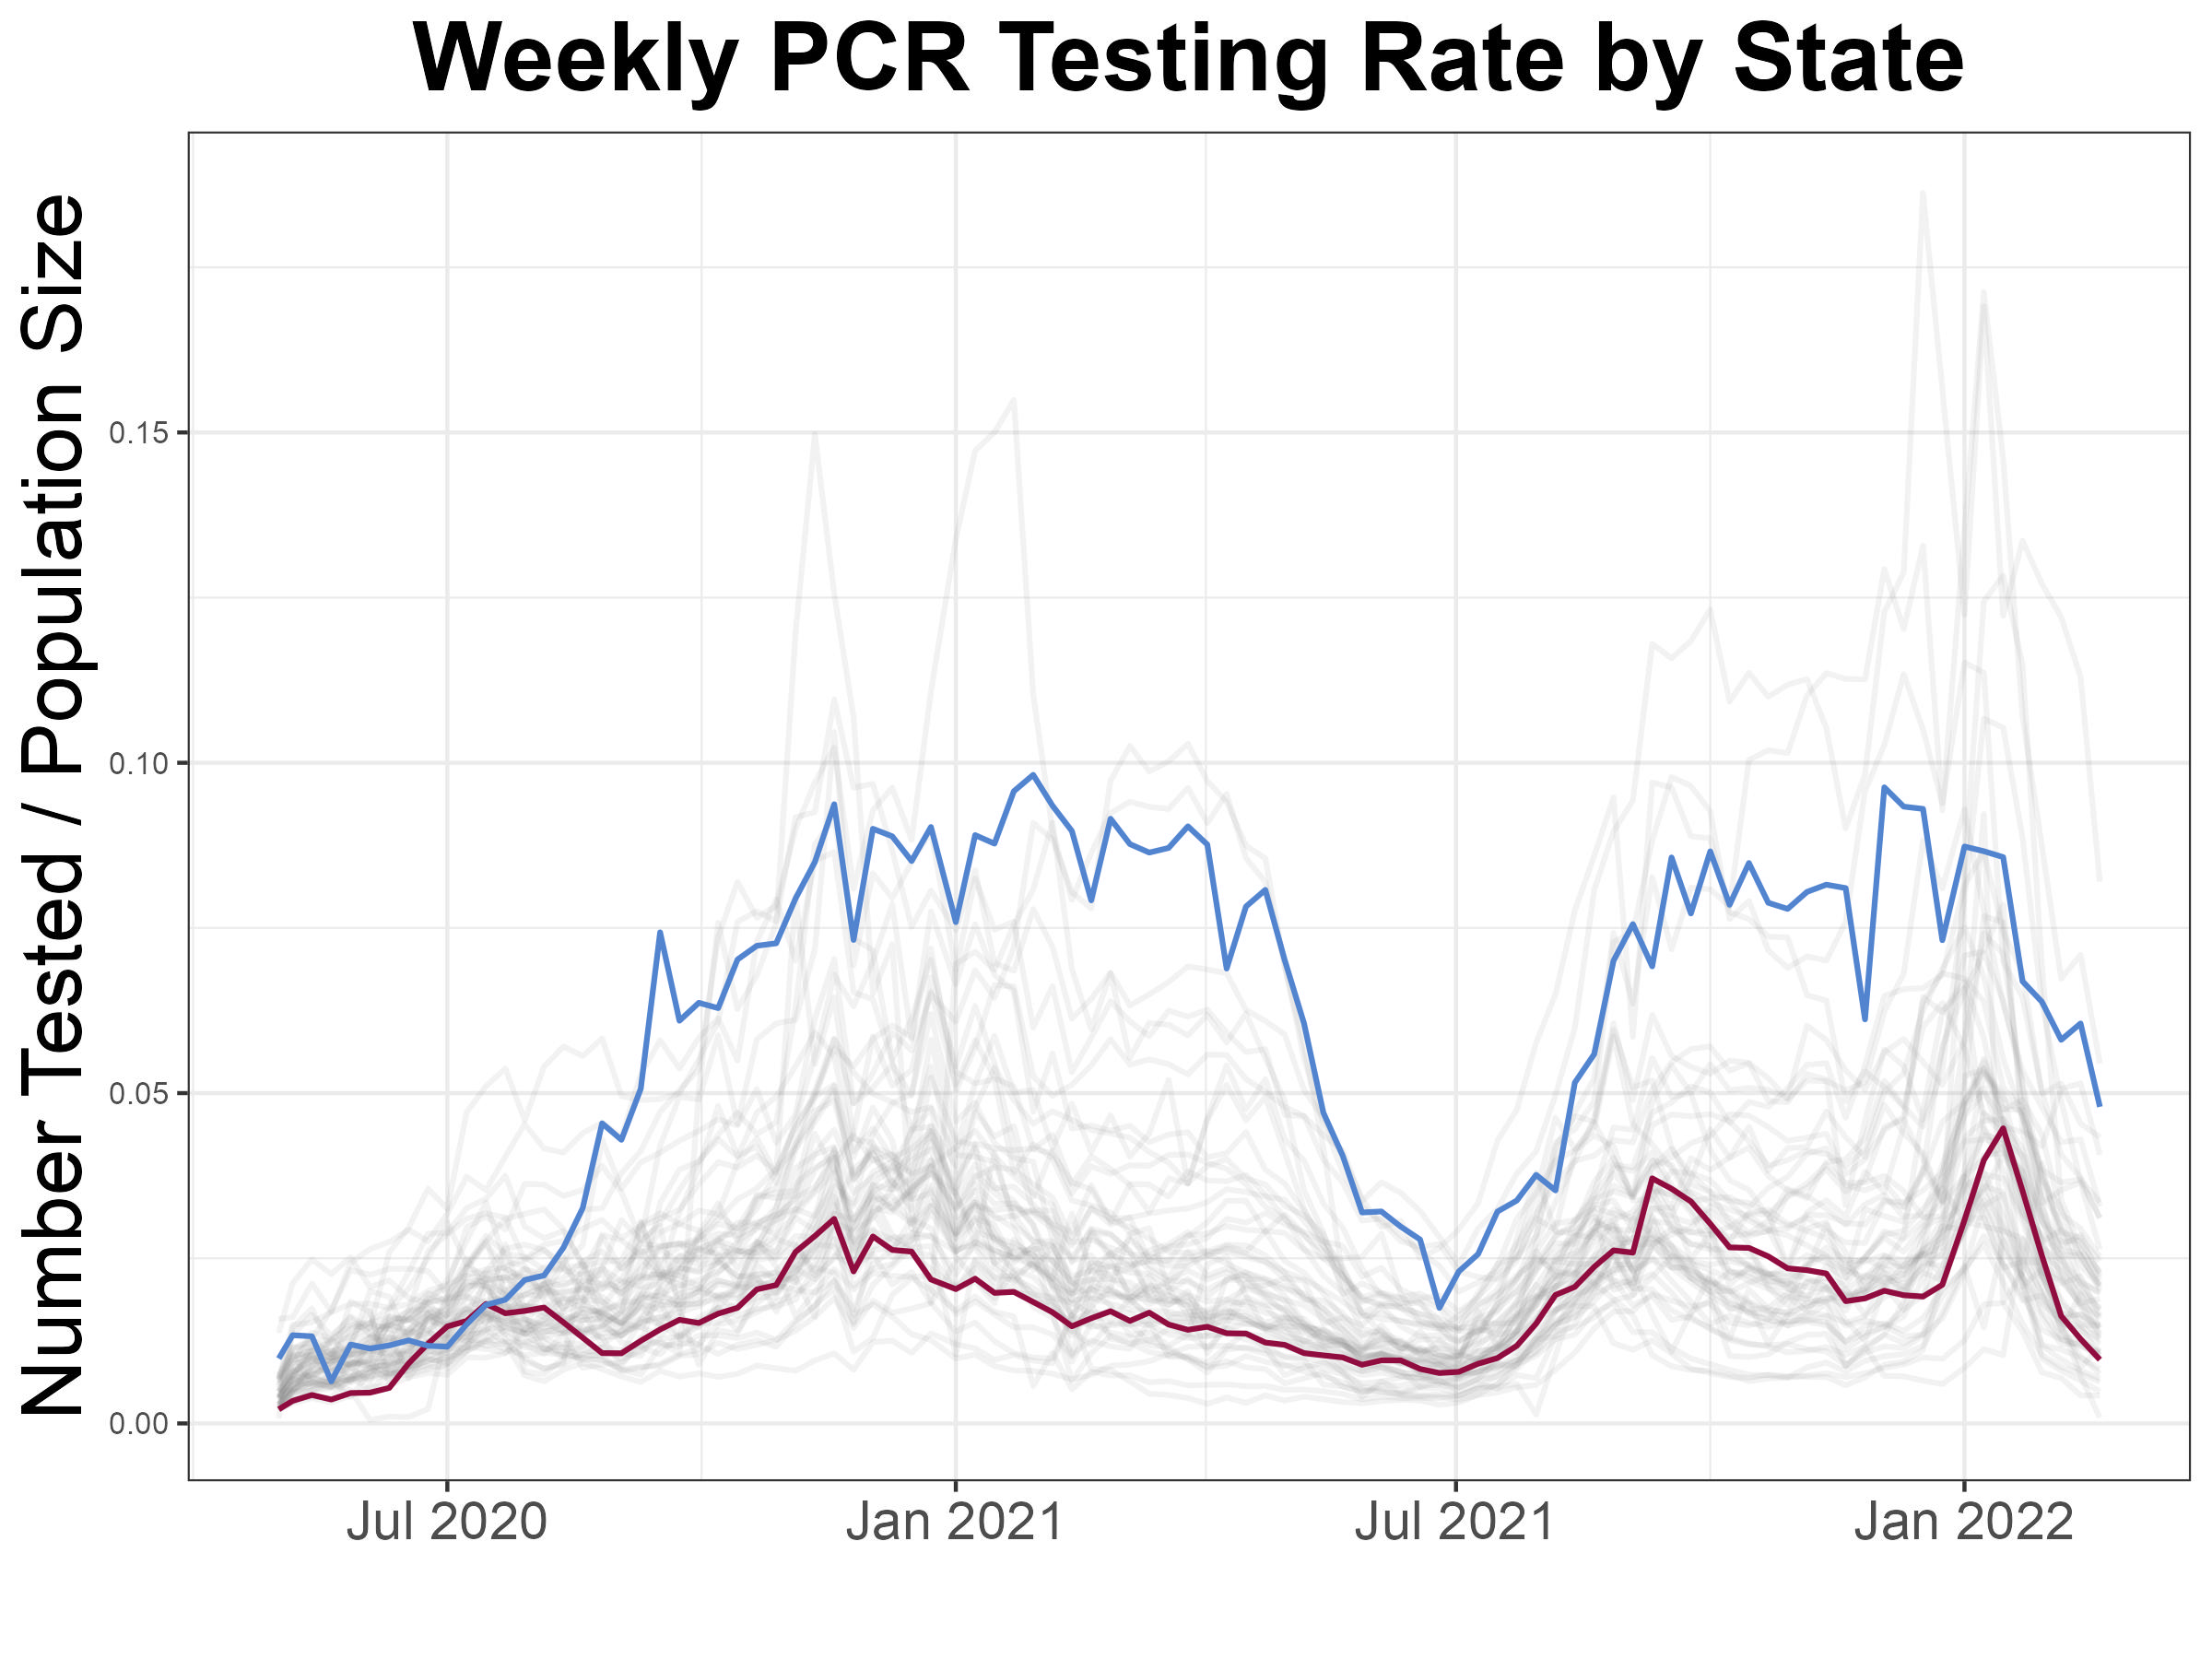 Weekly PCR Testing Rate by State
Number Tested / Population Size
0.15
0.10
0.05
0.00
Jul 2020
Jan 2021
Jul 2021
Jan 2022